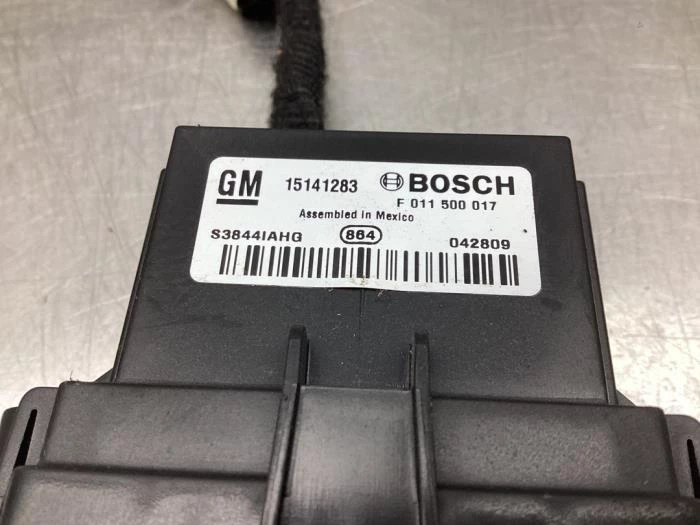 GM 15141283 BOSCH
F 011 500 017
Assembled in Mexico
S3844IAHG 864 042809